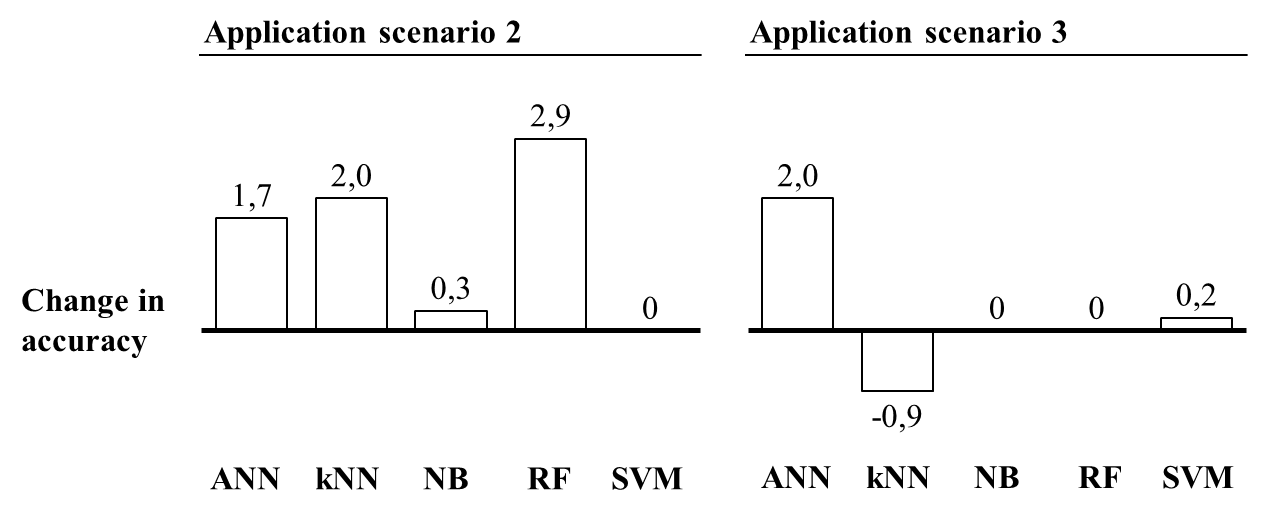 Application scenario 2
Application scenario 3
2,9
1,7
2,0
0,3
0
2,0
-0,9
0
0
0,2
Change in
accuracy
ANN kNN NB RF SVM
ANN kNN NB RF SVM